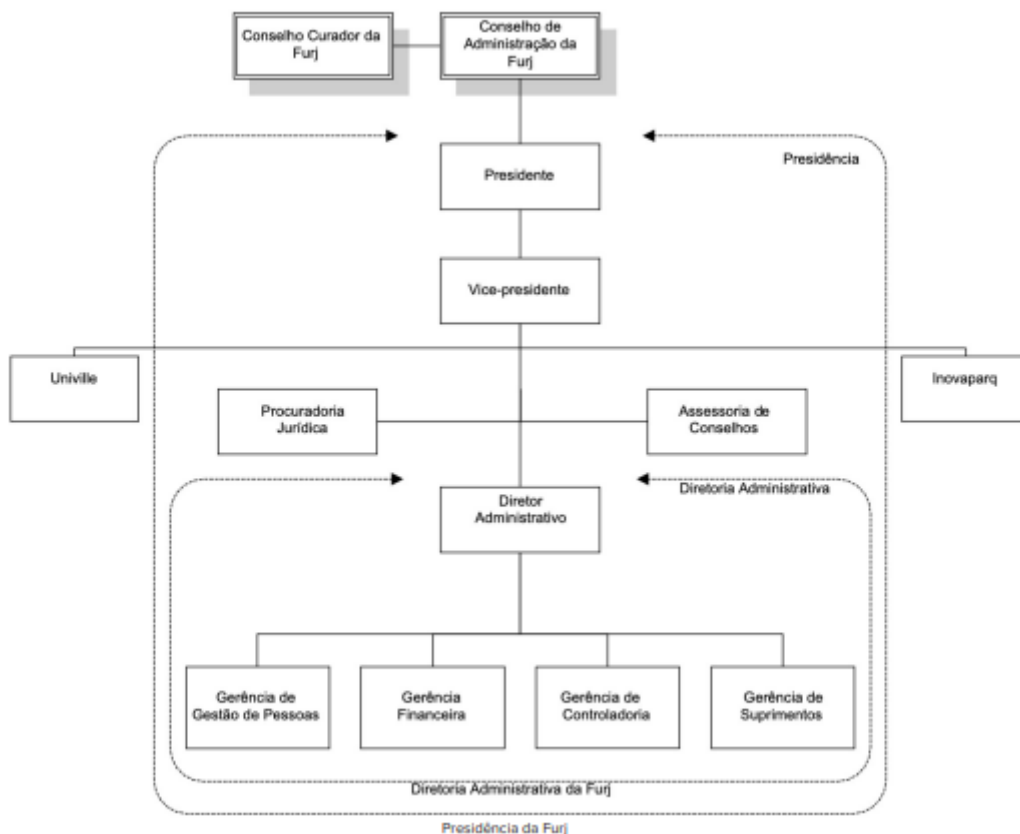 Conselho Curador da
Furj
Conselho de
Administração da
Furj
Presidência
Presidente
Vice-presidente
Univille
Inovaparq
Procuradoria
Jurídica
Assessoria de
Conselhos
Diretoria Administrativa
Diretor
Administrativo
Gerência de
Gestão de Pessoas
Gerência
Financeira
Gerência de
Controladoria
Gerência de
Suprimentos
Diretoria Administrativa da Furj
Presidência da Furj